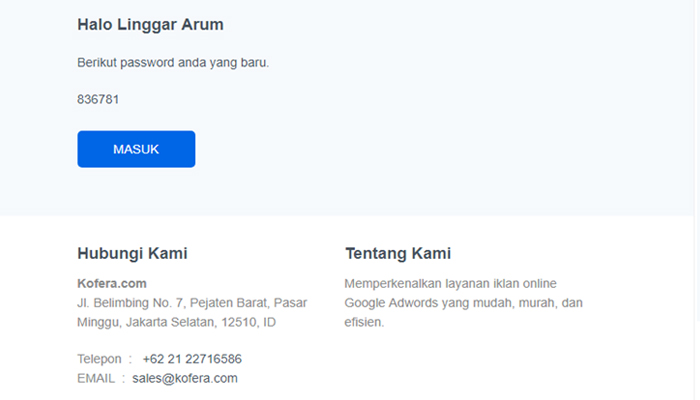 Halo Linggar Arum
Berikut password anda yang baru.
836781
MASUK
Hubungi Kami
Kofera.com
Jl. Belimbing No. 7, Pejaten Barat, Pasar
Minggu, Jakarta Selatan, 12510, ID
Telepon : +62 21 22716586
EMAIL : sales@kofera.com
Tentang Kami
Memperkenalkan layanan iklan online
Google Adwords yang mudah, murah, dan
efisien.